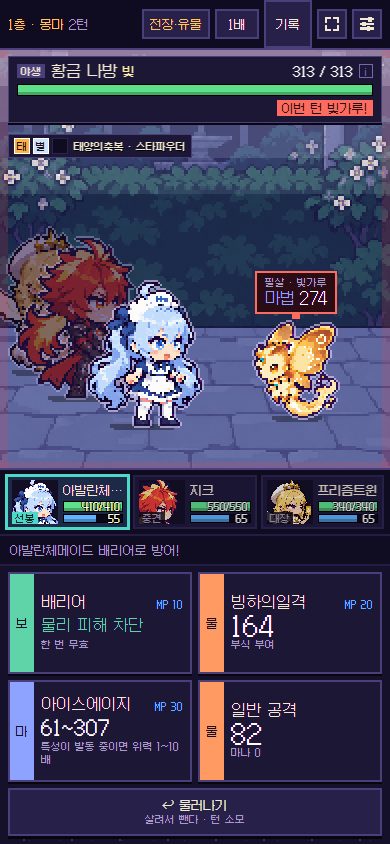 1층 · 몽마 2턴
전장·유물
1배
기록
야생 황금 나방 빛
313 / 313
이번 턴 빛가루!
태 별 태양의축복 · 스타파우더
필살 · 빛가루
마법 274
이발란체…
410/410
55
선봉
지크
550/550
65
중견
프리즘트윈
340/340
65
대장
이발란체메이드 배리어로 방어!
보
배리어
MP 10
물리 피해 차단
한 번 무효
물
빙하의일격
MP 20
164
부식 부여
마
아이스에이지
MP 30
61~307
특성이 발동 중이면 위력 1~10
배
물
일반 공격
82
마나 0
↩ 물러나기
살려서 뺀다 · 턴 소모